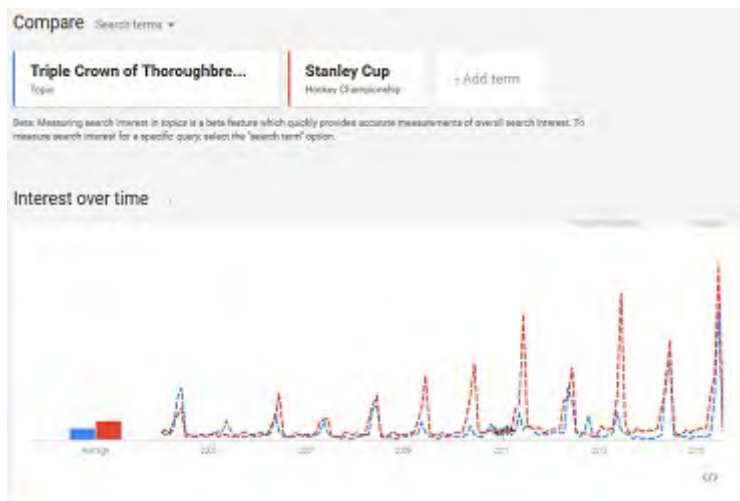 Compare Search terms
Triple Crown of Thoroughbre...
Topic
Stanley Cup
Hockey Championship
+ Add term
Beta: Measuring search interest in topics is a beta feature which quickly provides accurate measurements of overall search interest. To
measure search interest for a specific query, select the "search term" option.
Interest over time
Average
2005
2007
2009
2011
2013
2015
</>